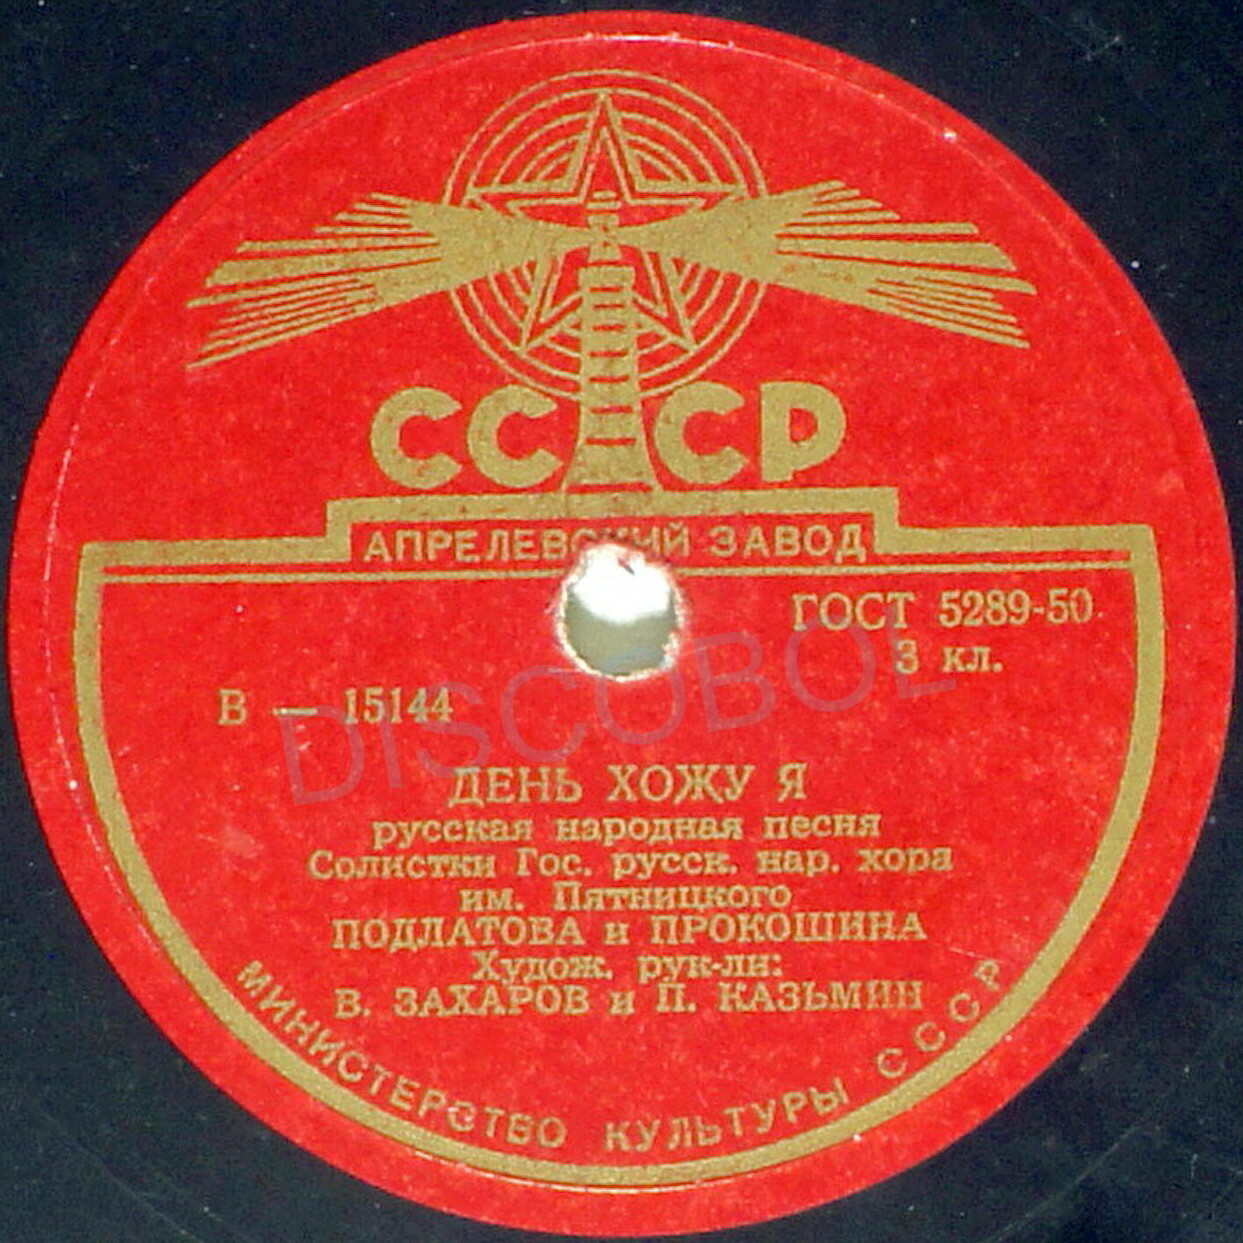 СССР
АПРЕЛЕВСКИЙ ЗАВОД
ГОСТ 5289-50
3 кл.
В — 15144
DISCOBOL
ДЕНЬ ХОЖУ Я
русская народная песня
Солистки Гос. русск. нар. хора
им. Пятницкого
ПОДЛАТОВА и ПРОКОШИНА
Худож. рук-ли:
В. ЗАХАРОВ и П. КАЗЬМИН
МИНИСТЕРСТВО КУЛЬТУРЫ СССР